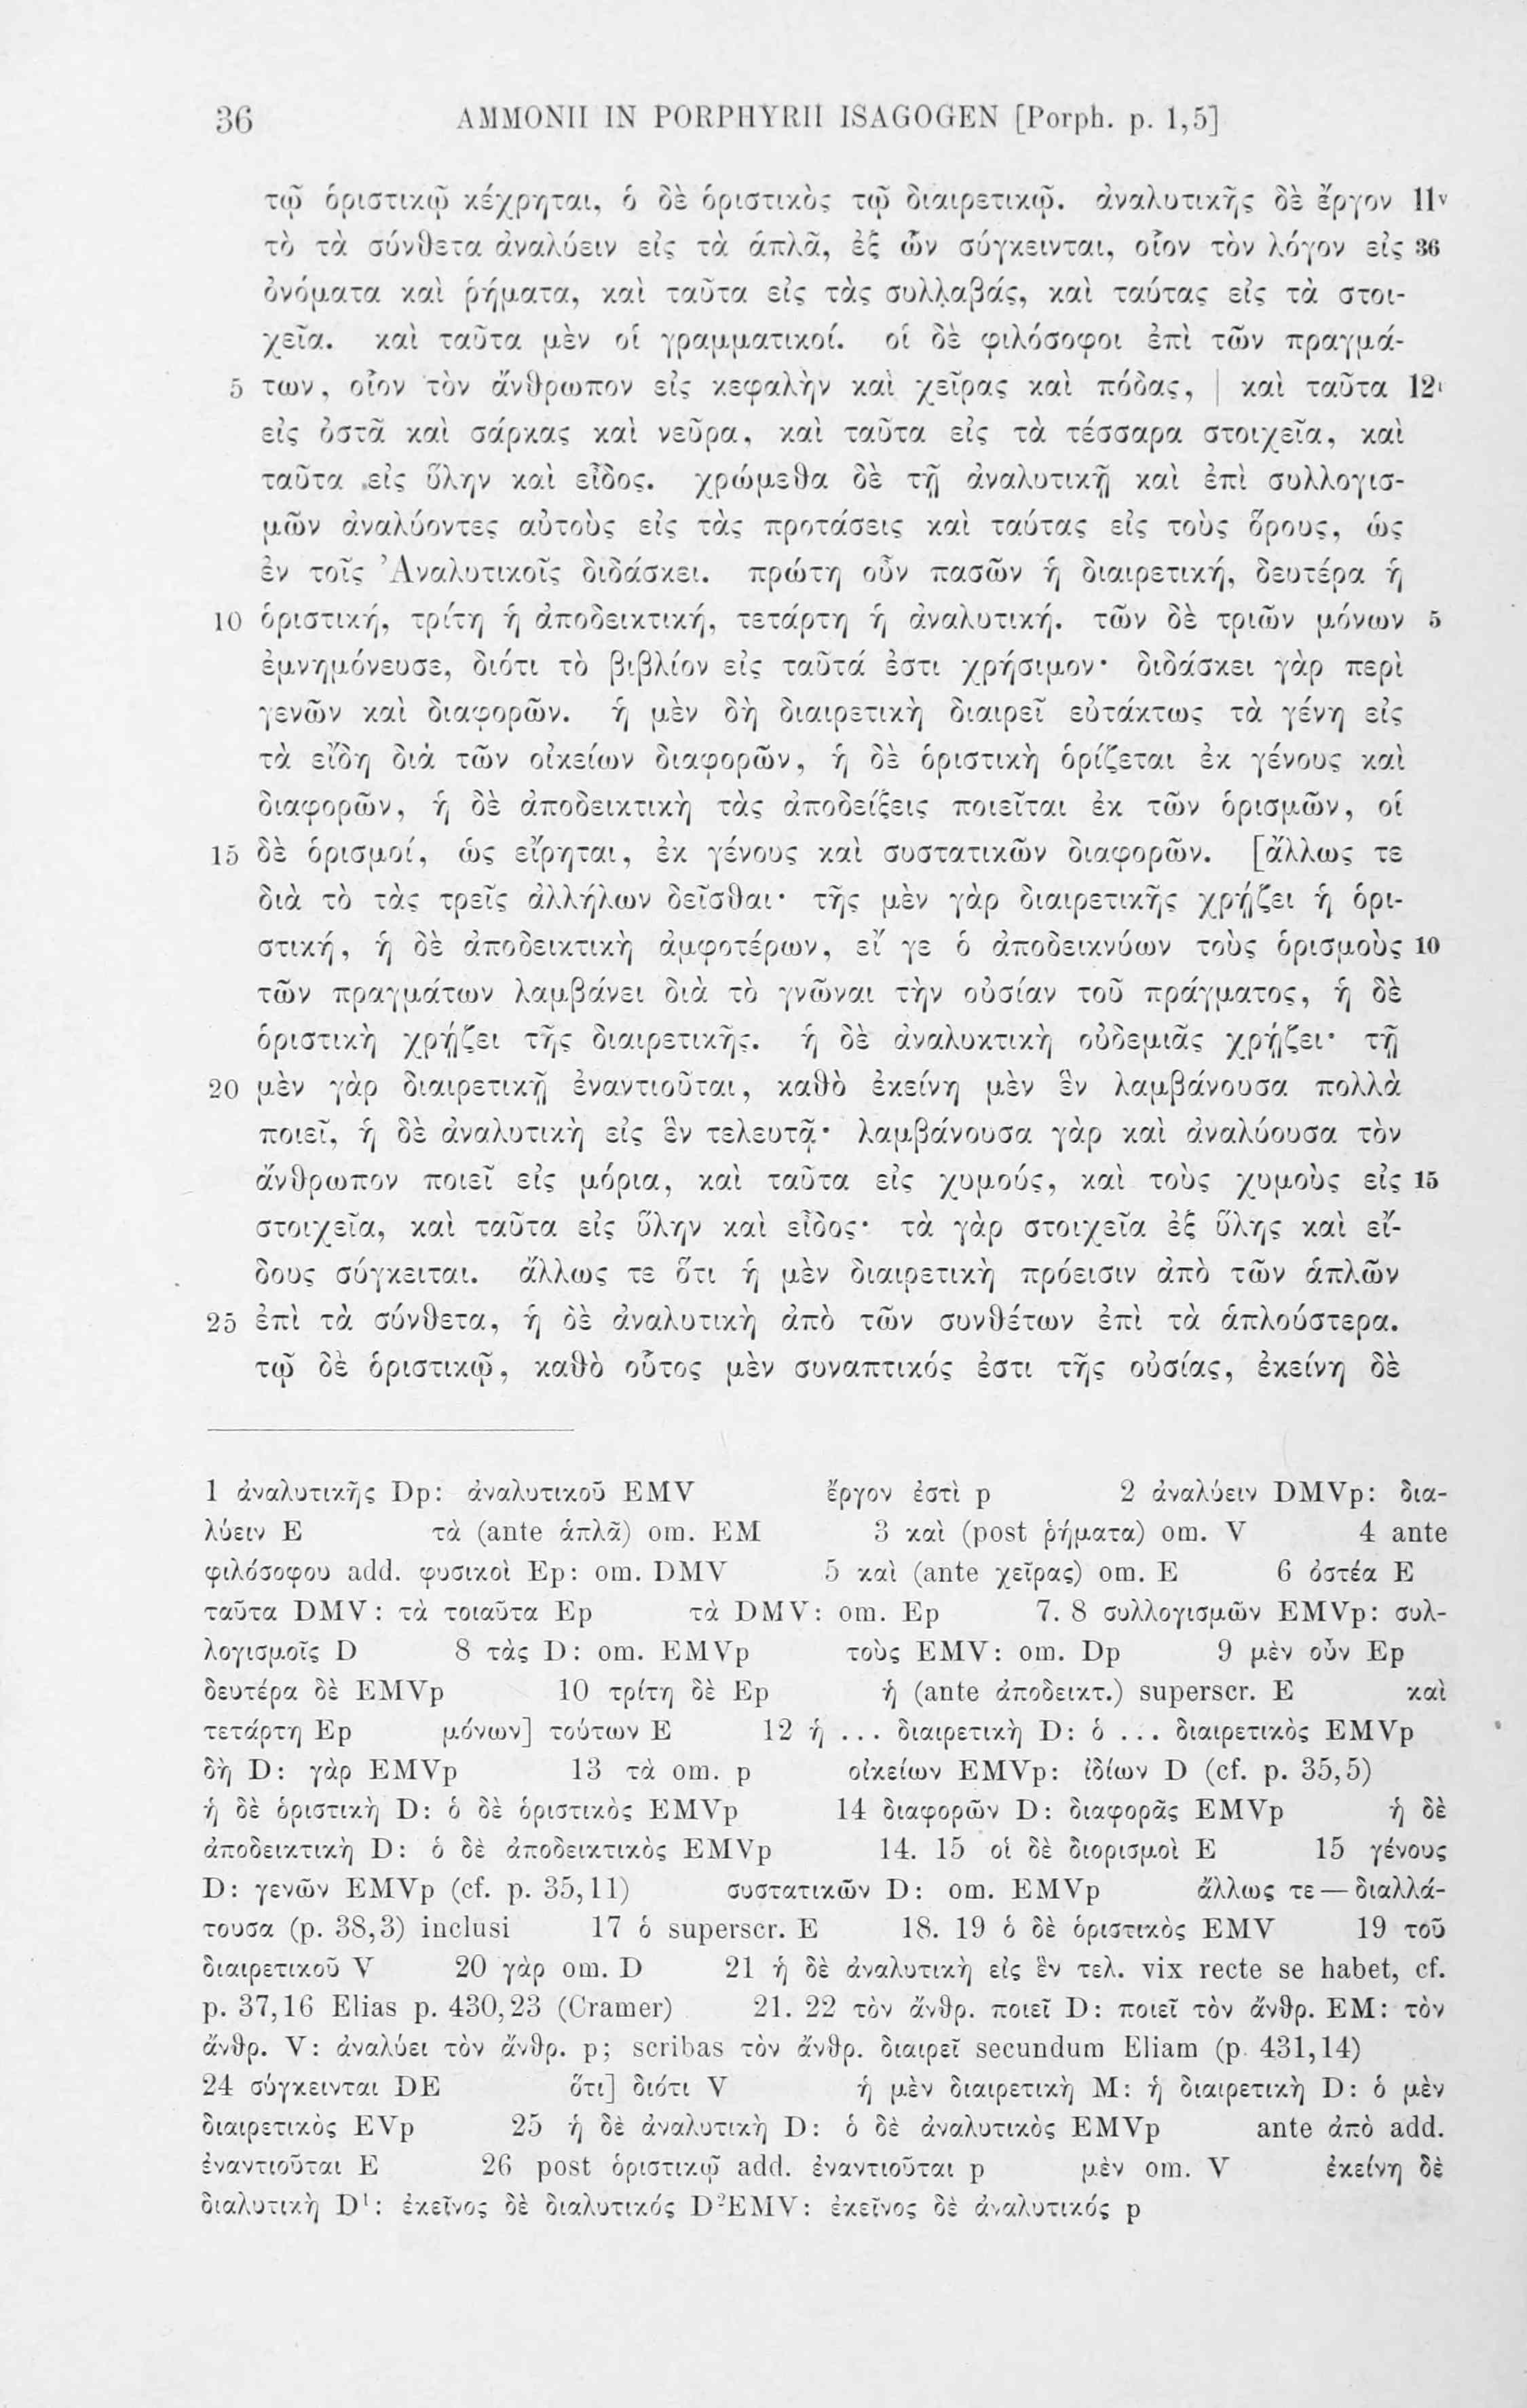 36 AMMONII IN PORPHYRII ISAGOGEN [Porph. p. 1,5]
τῷ ὁριστικῷ κέχρηται, ὁ δὲ ὁριστικὸς τῷ διαιρετικῷ. ἀναλυτικῆς δὲ ἔργον 11v
τὸ τὰ σύνθετα ἀναλύειν εἰς τὰ ἁπλᾶ, ἐξ ὧν σύγκεινται, οἷον τὸν λόγον εἰς 36
ὀνόματα καὶ ῥήματα, καὶ ταῦτα εἰς τὰς συλλαβάς, καὶ ταύτας εἰς τὰ στοι-
χεῖα. καὶ ταῦτα μὲν οἱ γραμματικοί. οἱ δὲ φιλόσοφοι ἐπὶ τῶν πραγμά-
5 των, οἷον τὸν ἄνθρωπον εἰς κεφαλὴν καὶ χεῖρας καὶ πόδας, | καὶ ταῦτα 12r
εἰς ὀστᾶ καὶ σάρκας καὶ νεῦρα, καὶ ταῦτα εἰς τὰ τέσσαρα στοιχεῖα, καὶ
ταῦτα εἰς ὕλην καὶ εἶδος. χρώμεθα δὲ τῇ ἀναλυτικῇ καὶ ἐπὶ συλλογισ-
μῶν ἀναλύοντες αὐτοὺς εἰς τὰς προτάσεις καὶ ταύτας εἰς τοὺς ὅρους, ὡς
ἐν τοῖς Ἀναλυτικοῖς διδάσκει. πρώτη οὖν πασῶν ἡ διαιρετική, δευτέρα ἡ
10 ὁριστική, τρίτη ἡ ἀποδεικτική, τετάρτη ἡ ἀναλυτική. τῶν δὲ τριῶν μόνων 5
ἐμνημόνευσε, διότι τὸ βιβλίον εἰς ταῦτά ἐστι χρήσιμον· διδάσκει γὰρ περὶ
γενῶν καὶ διαφορῶν. ἡ μὲν δὴ διαιρετικὴ διαιρεῖ εὐτάκτως τὰ γένη εἰς
τὰ εἴδη διὰ τῶν οἰκείων διαφορῶν, ἡ δὲ ὁριστικὴ ὁρίζεται ἐκ γένους καὶ
διαφορῶν, ἡ δὲ ἀποδεικτικὴ τὰς ἀποδείξεις ποιεῖται ἐκ τῶν ὁρισμῶν, οἱ
15 δὲ ὁρισμοί, ὡς εἴρηται, ἐκ γένους καὶ συστατικῶν διαφορῶν. [ἄλλως τε
διὰ τὸ τὰς τρεῖς ἀλλήλων δεῖσθαι· τῆς μὲν γὰρ διαιρετικῆς χρῄζει ἡ ὁρι-
στική, ἡ δὲ ἀποδεικτικὴ ἀμφοτέρων, εἴ γε ὁ ἀποδεικνύων τοὺς ὁρισμοὺς 10
τῶν πραγμάτων λαμβάνει διὰ τὸ γνῶναι τὴν οὐσίαν τοῦ πράγματος, ἡ δὲ
ὁριστικὴ χρῄζει τῆς διαιρετικῆς. ἡ δὲ ἀναλυκτικὴ οὐδεμιᾶς χρῄζει· τῇ
20 μὲν γὰρ διαιρετικῇ ἐναντιοῦται, καθὸ ἐκείνη μὲν ἓν λαμβάνουσα πολλὰ
ποιεῖ, ἡ δὲ ἀναλυτικὴ εἰς ἓν τελευτᾷ· λαμβάνουσα γὰρ καὶ ἀναλύουσα τὸν
ἄνθρωπον ποιεῖ εἰς μόρια, καὶ ταῦτα εἰς χυμούς, καὶ τοὺς χυμοὺς εἰς 15
στοιχεῖα, καὶ ταῦτα εἰς ὕλην καὶ εἶδος· τὰ γὰρ στοιχεῖα ἐξ ὕλης καὶ εἴ-
δους σύγκειται. ἄλλως τε ὅτι ἡ μὲν διαιρετικὴ πρόεισιν ἀπὸ τῶν ἁπλῶν
25 ἐπὶ τὰ σύνθετα, ἡ δὲ ἀναλυτικὴ ἀπὸ τῶν συνθέτων ἐπὶ τὰ ἁπλούστερα.
τῷ δὲ ὁριστικῷ, καθὸ οὗτος μὲν συναπτικός ἐστι τῆς οὐσίας, ἐκείνη δὲ
1 ἀναλυτικῆς Dp: ἀναλυτικοῦ EMV ἔργον ἐστὶ p 2 ἀναλύειν DMVp: δια-
λύειν E τὰ (ante ἁπλᾶ) om. EM 3 καὶ (post ῥήματα) om. V 4 ante
φιλόσοφου add. φυσικοὶ Ep: om. DMV 5 καὶ (ante χεῖρας) om. E 6 ὀστέα E
ταῦτα DMV: τὰ τοιαῦτα Ep τὰ DMV: om. Ep 7. 8 συλλογισμῶν EMVp: συλ-
λογισμοῖς D 8 τὰς D: om. EMVp τοὺς EMV: om. Dp 9 μὲν οὖν Ep
δευτέρα δὲ EMVp 10 τρίτη δὲ Ep ἡ (ante ἀποδεικτ.) superscr. E καὶ
τετάρτη Ep μόνων] τούτων E 12 ἡ ... διαιρετικὴ D: ὁ ... διαιρετικὸς EMVp
δὴ D: γὰρ EMVp 13 τὰ om. p οἰκείων EMVp: ἰδίων D (cf. p. 35,5)
ἡ δὲ ὁριστικὴ D: ὁ δὲ ὁριστικὸς EMVp 14 διαφορῶν D: διαφορᾶς EMVp ἡ δὲ
ἀποδεικτικὴ D: ὁ δὲ ἀποδεικτικὸς EMVp 14. 15 οἱ δὲ διορισμοὶ E 15 γένους
D: γενῶν EMVp (cf. p. 35,11) συστατικῶν D: om. EMVp ἄλλως τε — διαλλά-
τουσα (p. 38,3) inclusi 17 ὁ superscr. E 18. 19 ὁ δὲ ὁριστικὸς EMV 19 τοῦ
διαιρετικοῦ V 20 γὰρ om. D 21 ἡ δὲ ἀναλυτικὴ εἰς ἓν τελ. vix recte se habet, cf.
p. 37,16 Elias p. 430,23 (Cramer) 21. 22 τὸν ἄνθρ. ποιεῖ D: ποιεῖ τὸν ἄνθρ. EM: τὸν
ἄνθρ. V: ἀναλύει τὸν ἄνθρ. p; scribas τὸν ἄνθρ. διαιρεῖ secundum Eliam (p. 431,14)
24 σύγκεινται DE ὅτι] διότι V ἡ μὲν διαιρετικὴ M: ἡ διαιρετικὴ D: ὁ μὲν
διαιρετικὸς EVp 25 ἡ δὲ ἀναλυτικὴ D: ὁ δὲ ἀναλυτικὸς EMVp ante ἀπὸ add.
ἐναντιοῦται E 26 post ὁριστικῷ add. ἐναντιοῦται p μὲν om. V ἐκείνη δὲ
διαλυτικὴ D¹: ἐκεῖνος δὲ διαλυτικός D²EMV: ἐκεῖνος δὲ ἀναλυτικός p